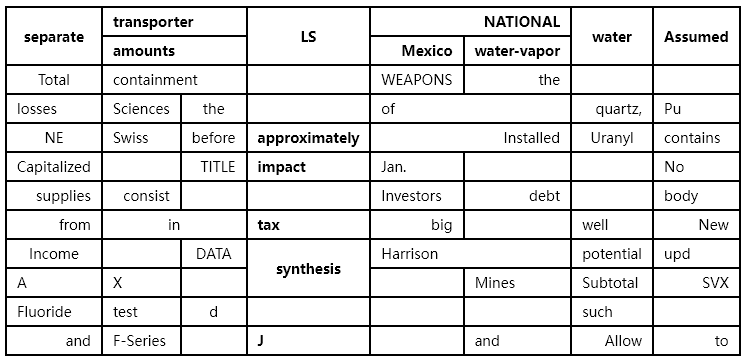 separate transporter LS NATIONAL water Assumed
amounts Mexico water-vapor
Total containment WEAPONS the
losses Sciences the of quartz, Pu
NE Swiss before approximately Installed Uranyl contains
Capitalized TITLE impact Jan. No
supplies consist Investors debt body
from in tax big well New
Income DATA synthesis Harrison potential upd
A X Mines Subtotal SVX
Fluoride test d such
and F-Series J and Allow to